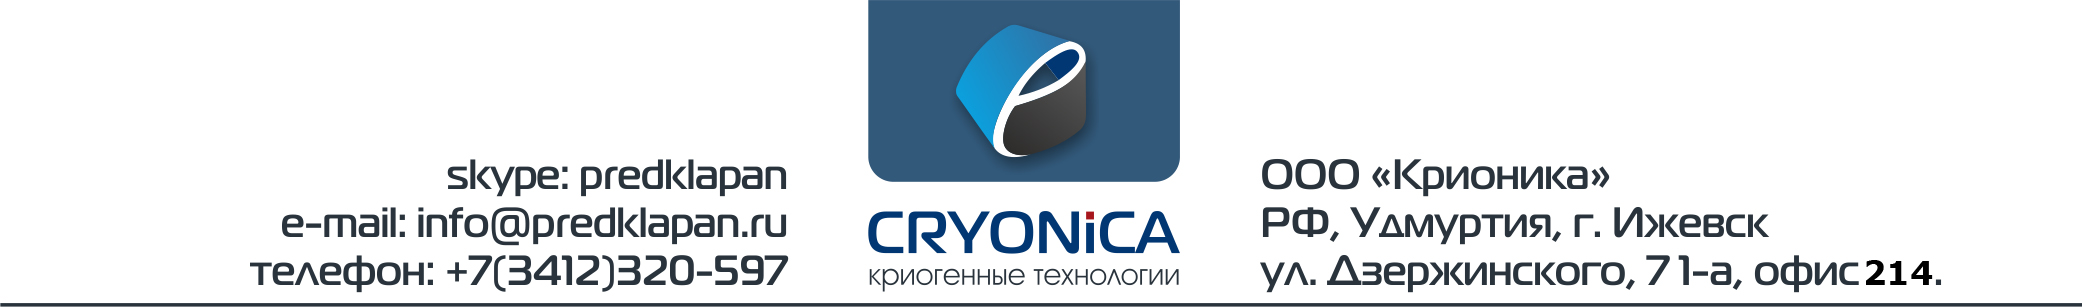 skype: predklapan
e-mail: info@predklapan.ru
телефон: +7(3412)320-597
CRYONiCA
криогенные технологии
ООО «Крионика»
РФ, Удмуртия, г. Ижевск
ул. Дзержинского, 71-а, офис 214.